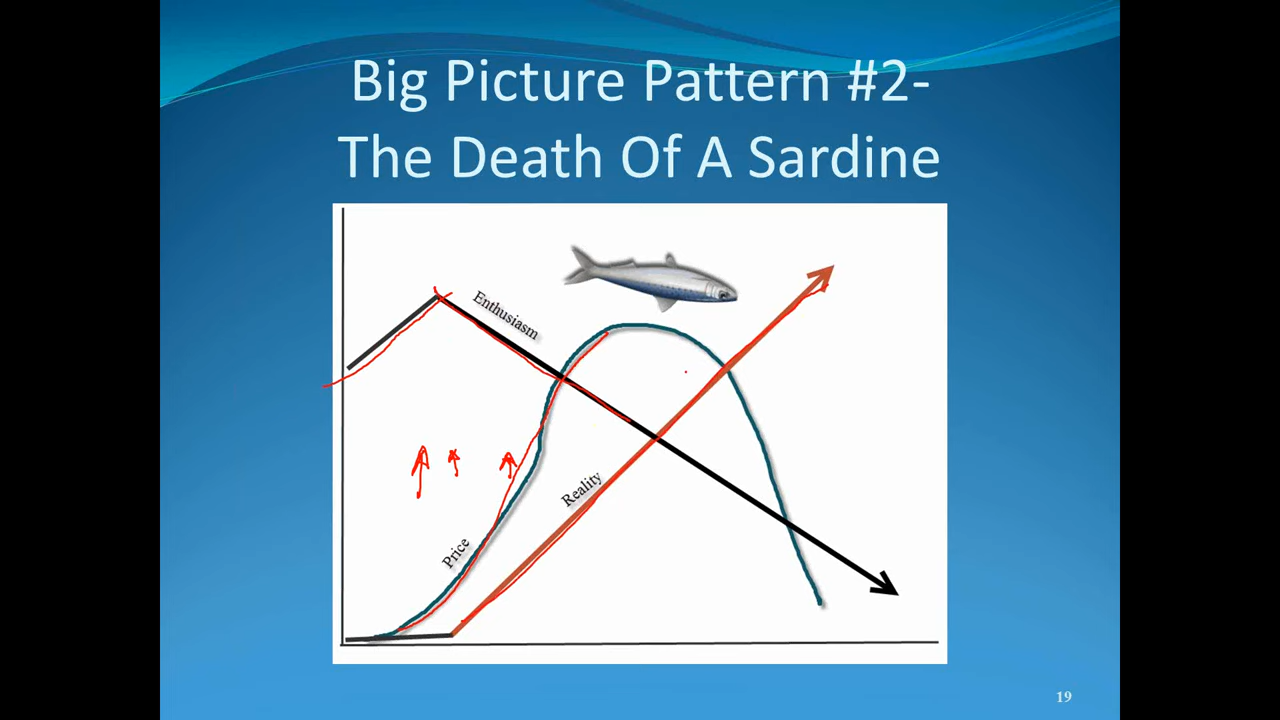 Big Picture Pattern #2-
The Death Of A Sardine
Enthusiasm
Reality
Price
19